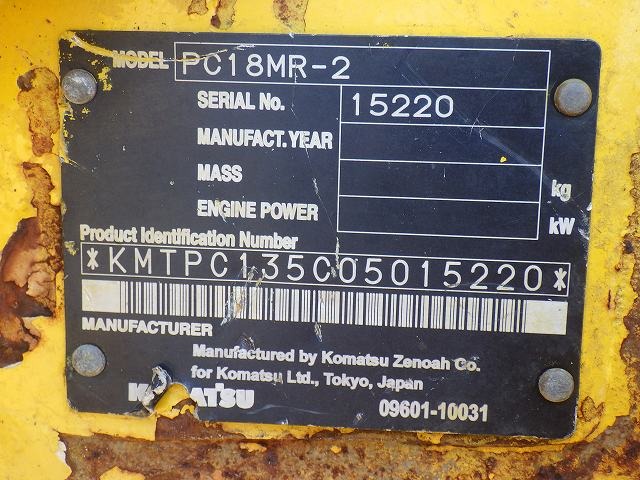 MODEL PC18MR-2
SERIAL No. 15220
MANUFACT. YEAR
MASS kg
ENGINE POWER kW
Product Identification Number
*KMTPC135C05015220*
MANUFACTURER
Manufactured by Komatsu Zenoah Co.
for Komatsu Ltd., Tokyo, Japan
KOMATSU 09601-10031